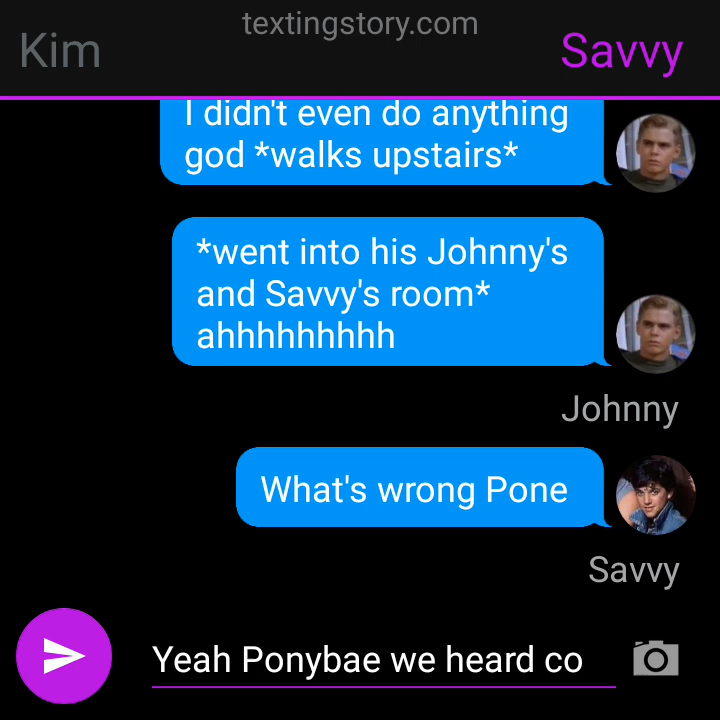 textingstory.com
Kim
Savvy
I didn't even do anything
god *walks upstairs*
*went into his Johnny's
and Savvy's room*
ahhhhhhhhh
Johnny
What's wrong Pone
Savvy
Yeah Ponybae we heard co